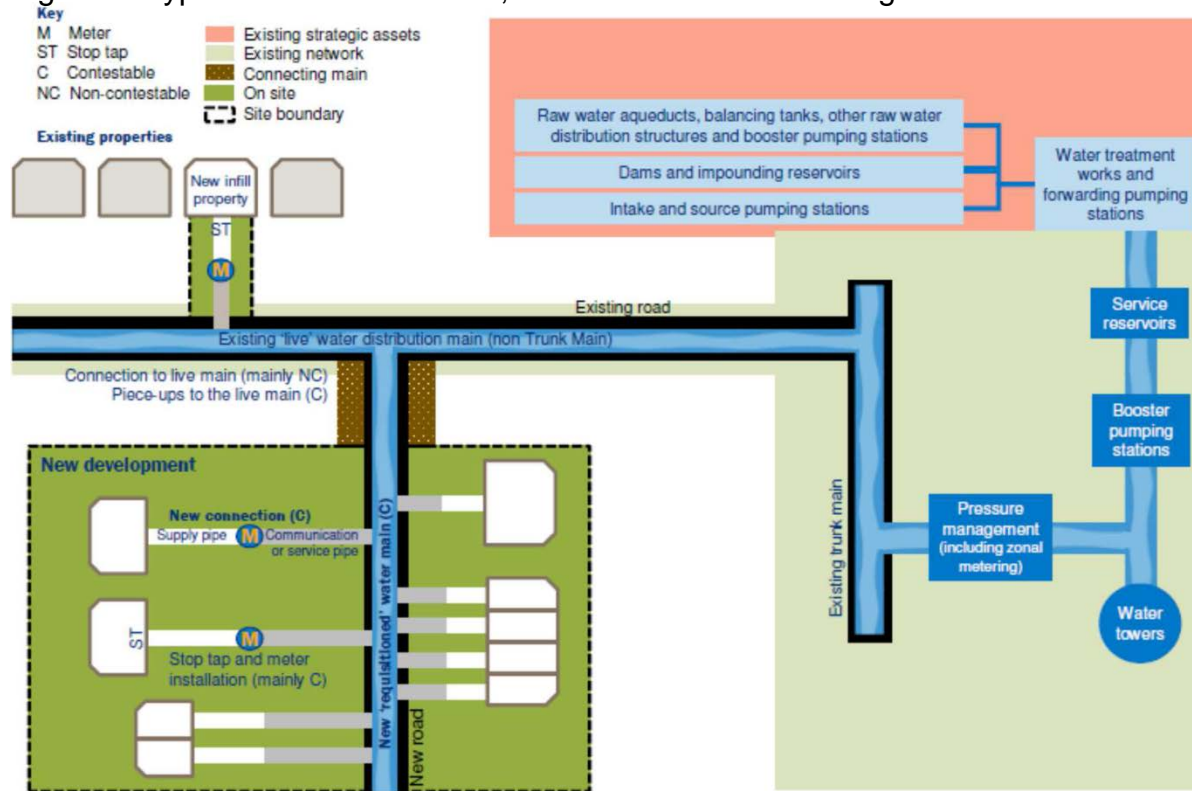 Key
M Meter
ST Stop tap
C Contestable
NC Non-contestable
Existing strategic assets
Existing network
Connecting main
On site
Site boundary
Existing properties
New infill
property
ST
M
Raw water aqueducts, balancing tanks, other raw water
distribution structures and booster pumping stations
Dams and impounding reservoirs
Intake and source pumping stations
Water treatment
works and
forwarding pumping
stations
Existing road
Existing 'live' water distribution main (non Trunk Main)
Service
reservoirs
Connection to live main (mainly NC)
Piece-ups to the live main (C)
Booster
pumping
stations
New development
New connection (C)
Supply pipe
M
Communication
or service pipe
ST
M
Stop tap and meter
installation (mainly C)
New 'requisitioned' water main (C)
New road
Existing trunk main
Pressure
management
(including zonal
metering)
Water
towers